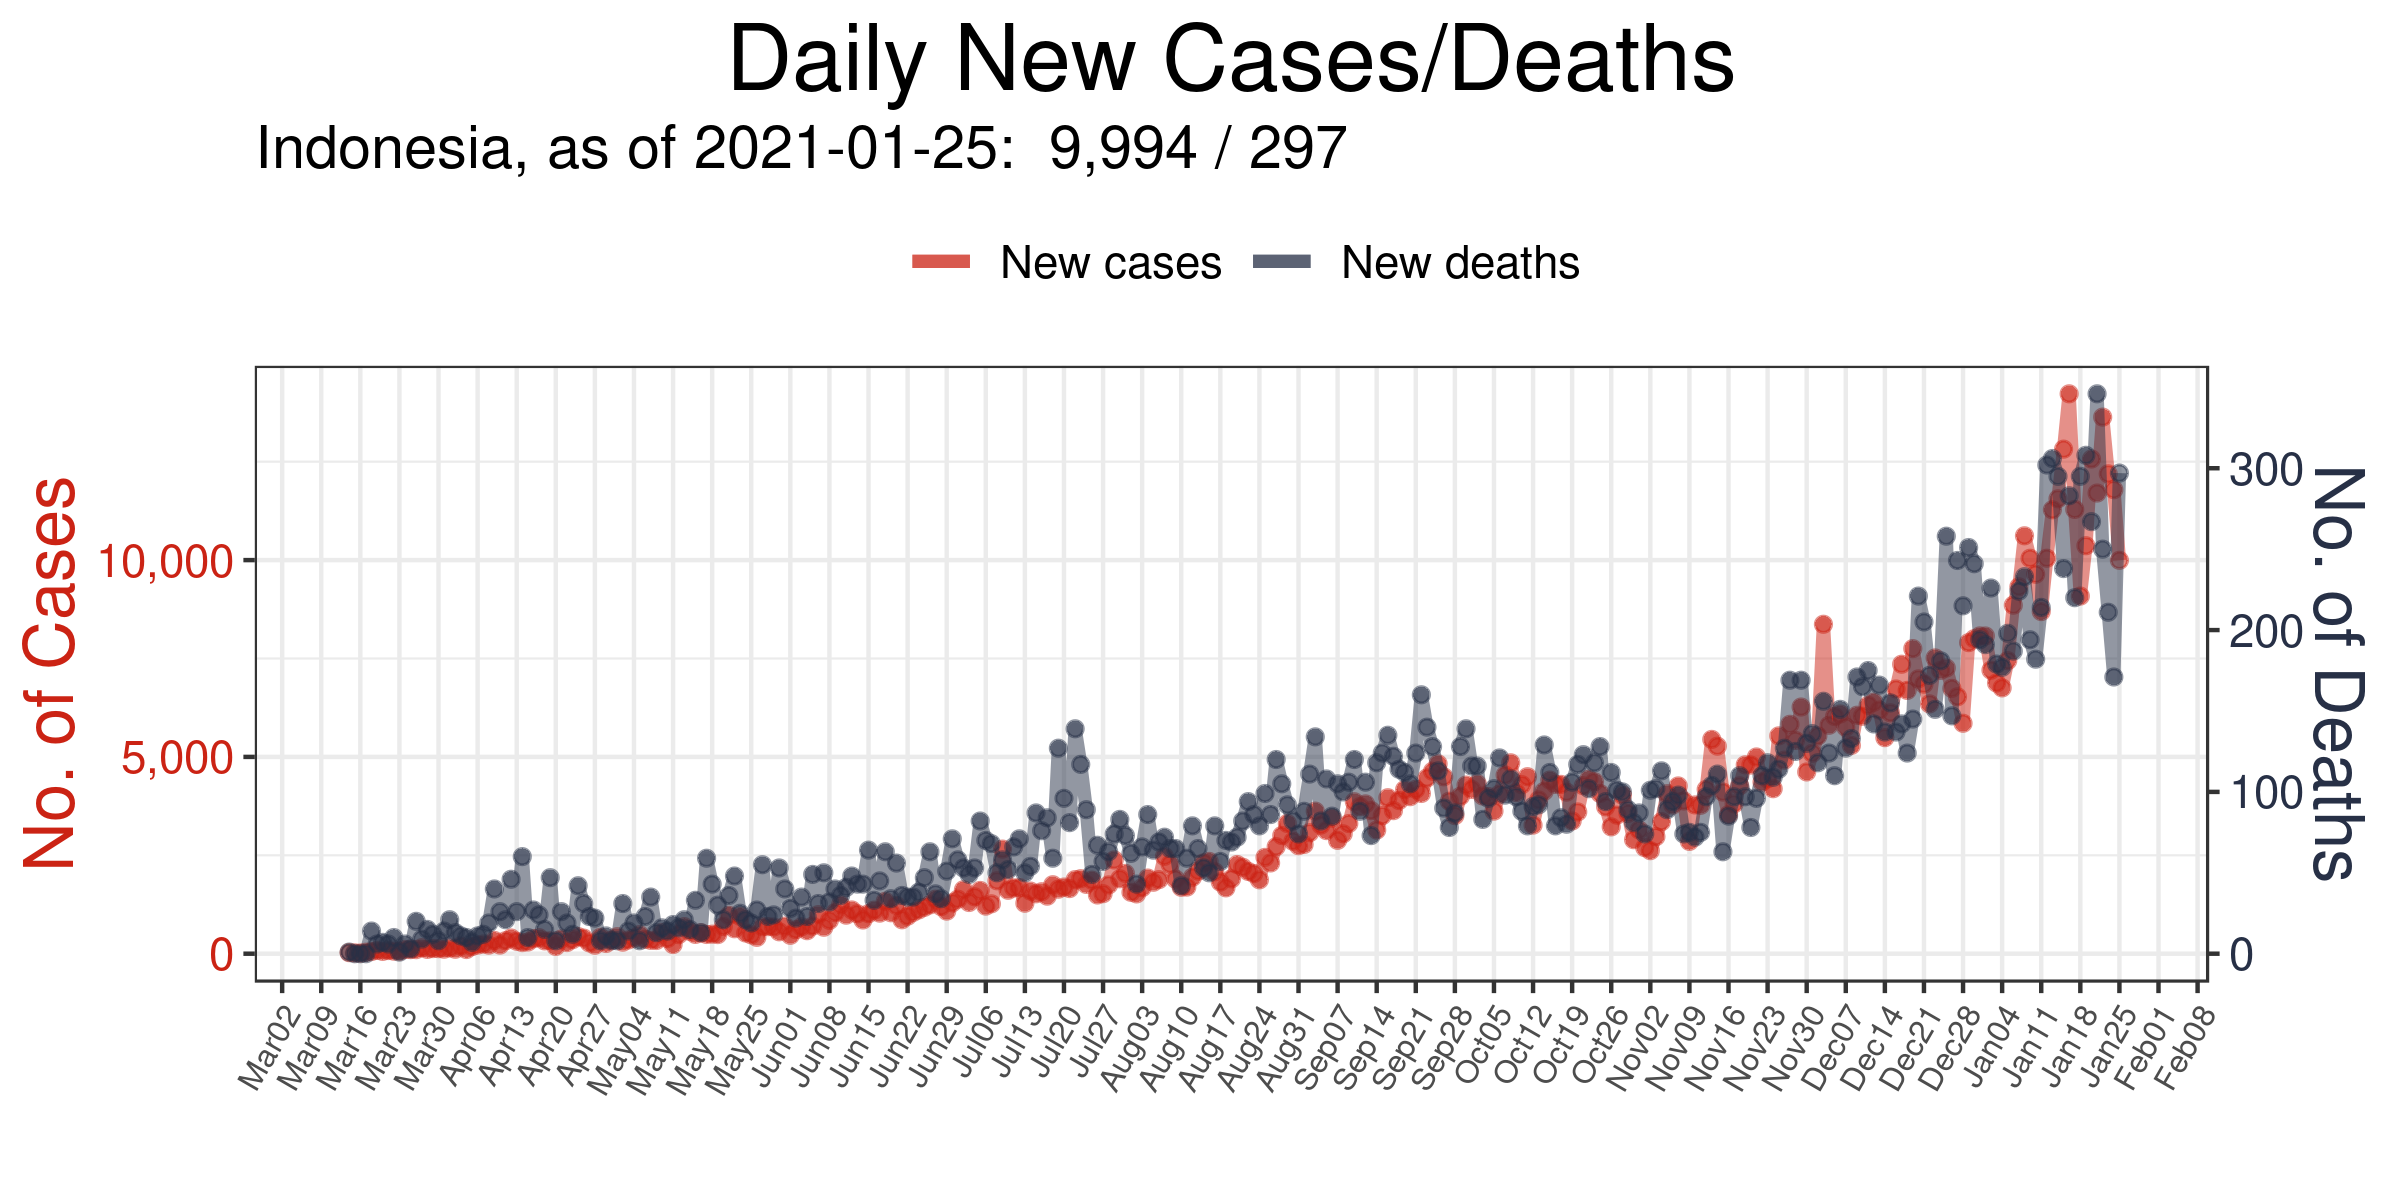 Daily New Cases/Deaths
Indonesia, as of 2021-01-25: 9,994 / 297
New cases New deaths
No. of Cases
10,000
5,000
0
300
200
100
0
No. of Deaths
Mar02 Mar09 Mar16 Mar23 Mar30 Apr06 Apr13 Apr20 Apr27 May04 May11 May18 May25 Jun01 Jun08 Jun15 Jun22 Jun29 Jul06 Jul13 Jul20 Jul27 Aug03 Aug10 Aug17 Aug24 Aug31 Sep07 Sep14 Sep21 Sep28 Oct05 Oct12 Oct19 Oct26 Nov02 Nov09 Nov16 Nov23 Nov30 Dec07 Dec14 Dec21 Dec28 Jan04 Jan11 Jan18 Jan25 Feb01 Feb08